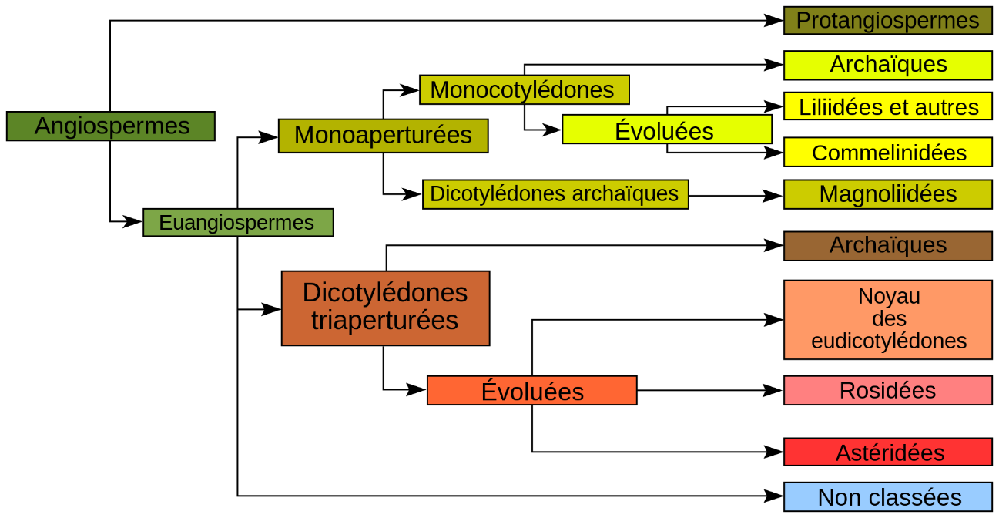 Protangiospermes
Archaïques
Monocotylédones
Liliidées et autres
Angiospermes
Évoluées
Monoaperturées
Commelinidées
Dicotylédones archaïques
Magnoliidées
Euangiospermes
Archaïques
Dicotylédones
triaperturées
Noyau
des
eudicotylédones
Évoluées
Rosidées
Astéridées
Non classées